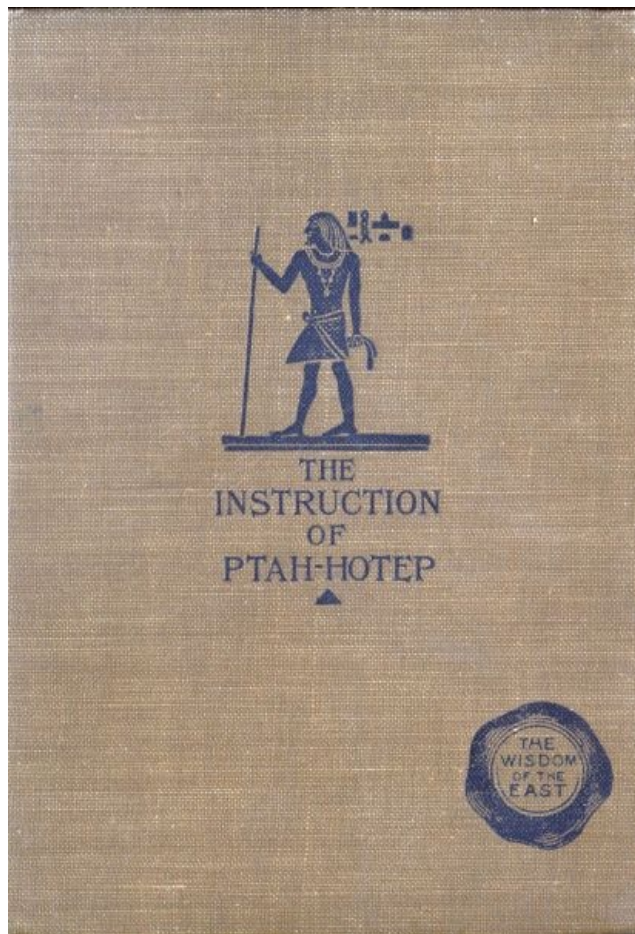 THE
INSTRUCTION
OF
PTAH-HOTEP
THE
WISDOM
OF THE
EAST